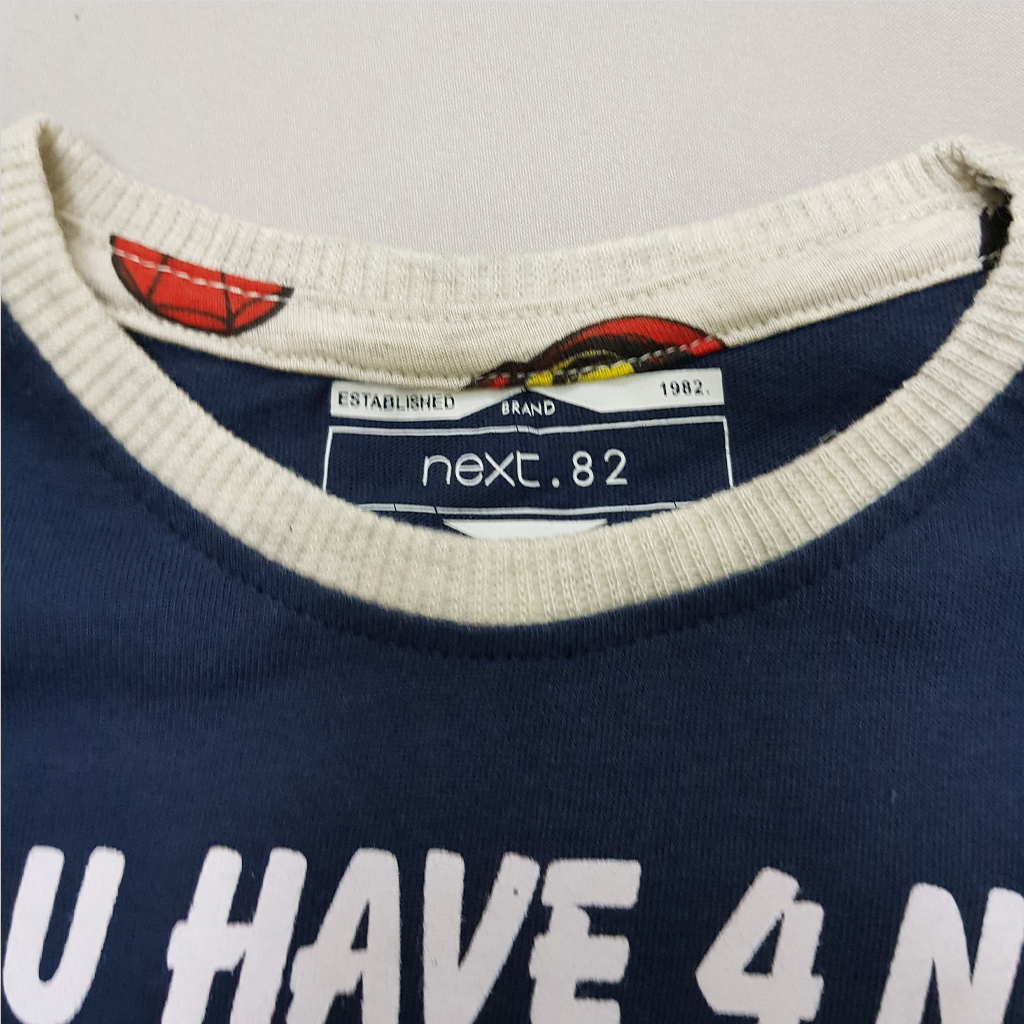 ESTABLISHED BRAND 1982.
next.82
U HAVE 4 N